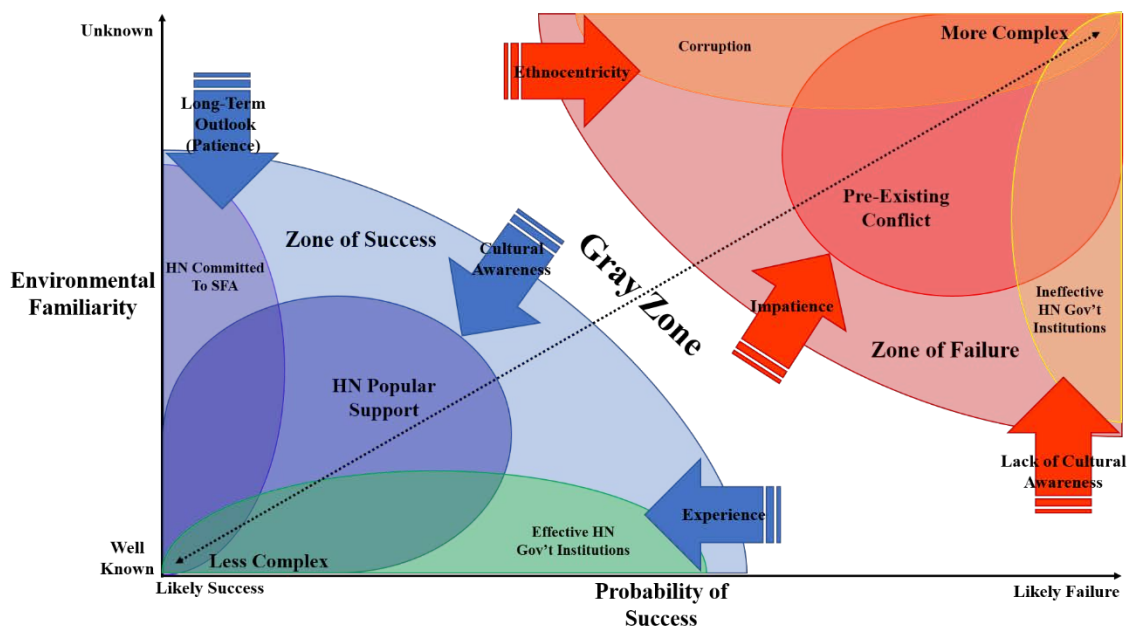 Unknown
More Complex
Corruption
Ethnocentricity
Long-Term
Outlook
(Patience)
Pre-Existing
Conflict
Zone of Success
Cultural
Awareness
Gray Zone
HN Committed
To SFA
Environmental
Familiarity
Impatience
Ineffective
HN Gov't
Institutions
Zone of Failure
HN Popular
Support
Lack of Cultural
Awareness
Experience
Effective HN
Gov't Institutions
Less Complex
Well
Known
Likely Success
Probability of
Success
Likely Failure